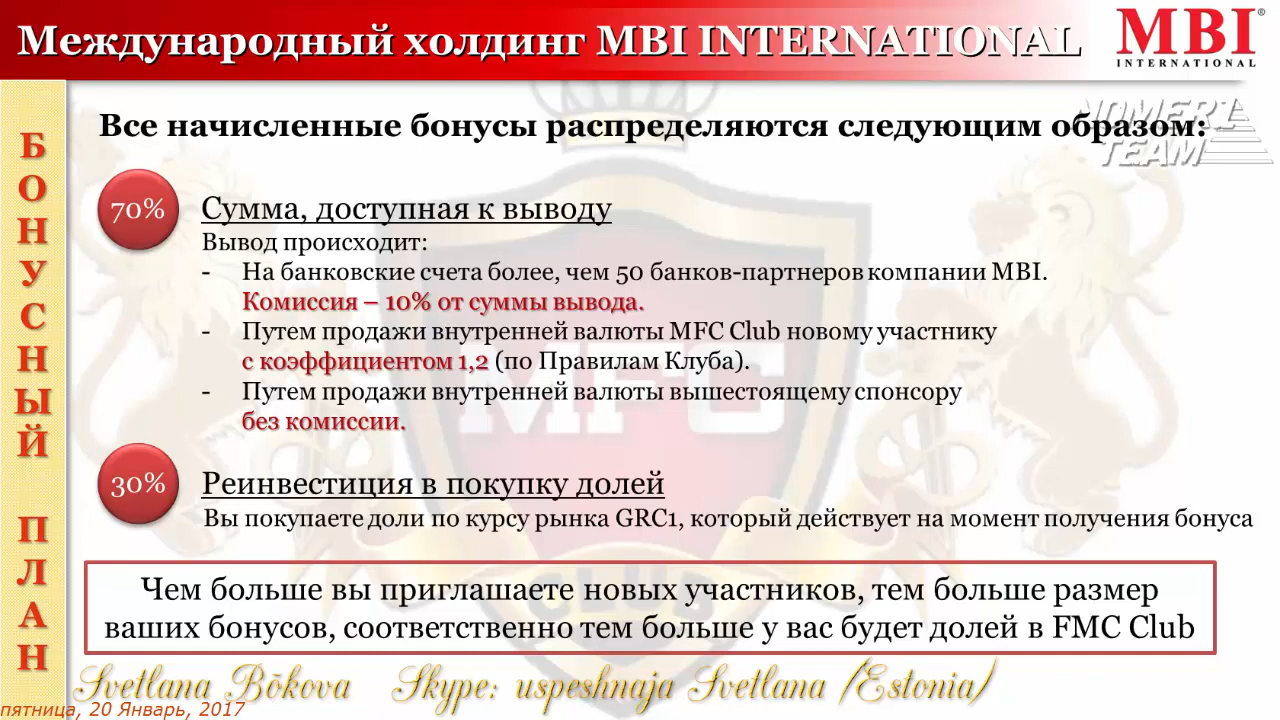 Международный холдинг MBI INTERNATIONAL
MBI®
INTERNATIONAL
NOMER1
TEAM
БОНУСНЫЙ ПЛАН
Все начисленные бонусы распределяются следующим образом:
70%
Сумма, доступная к выводу
Вывод происходит:
- На банковские счета более, чем 50 банков-партнеров компании MBI.
Комиссия – 10% от суммы вывода.
- Путем продажи внутренней валюты MFC Club новому участнику
с коэффициентом 1,2 (по Правилам Клуба).
- Путем продажи внутренней валюты вышестоящему спонсору
без комиссии.
MFC
30%
Реинвестиция в покупку долей
Вы покупаете доли по курсу рынка GRC1, который действует на момент получения бонуса
CLUB
Чем больше вы приглашаете новых участников, тем больше размер
ваших бонусов, соответственно тем больше у вас будет долей в FMC Club
Svetlana Bõkova Skype: uspeshnaja Svetlana (Estonia)
пятница, 20 Январь, 2017